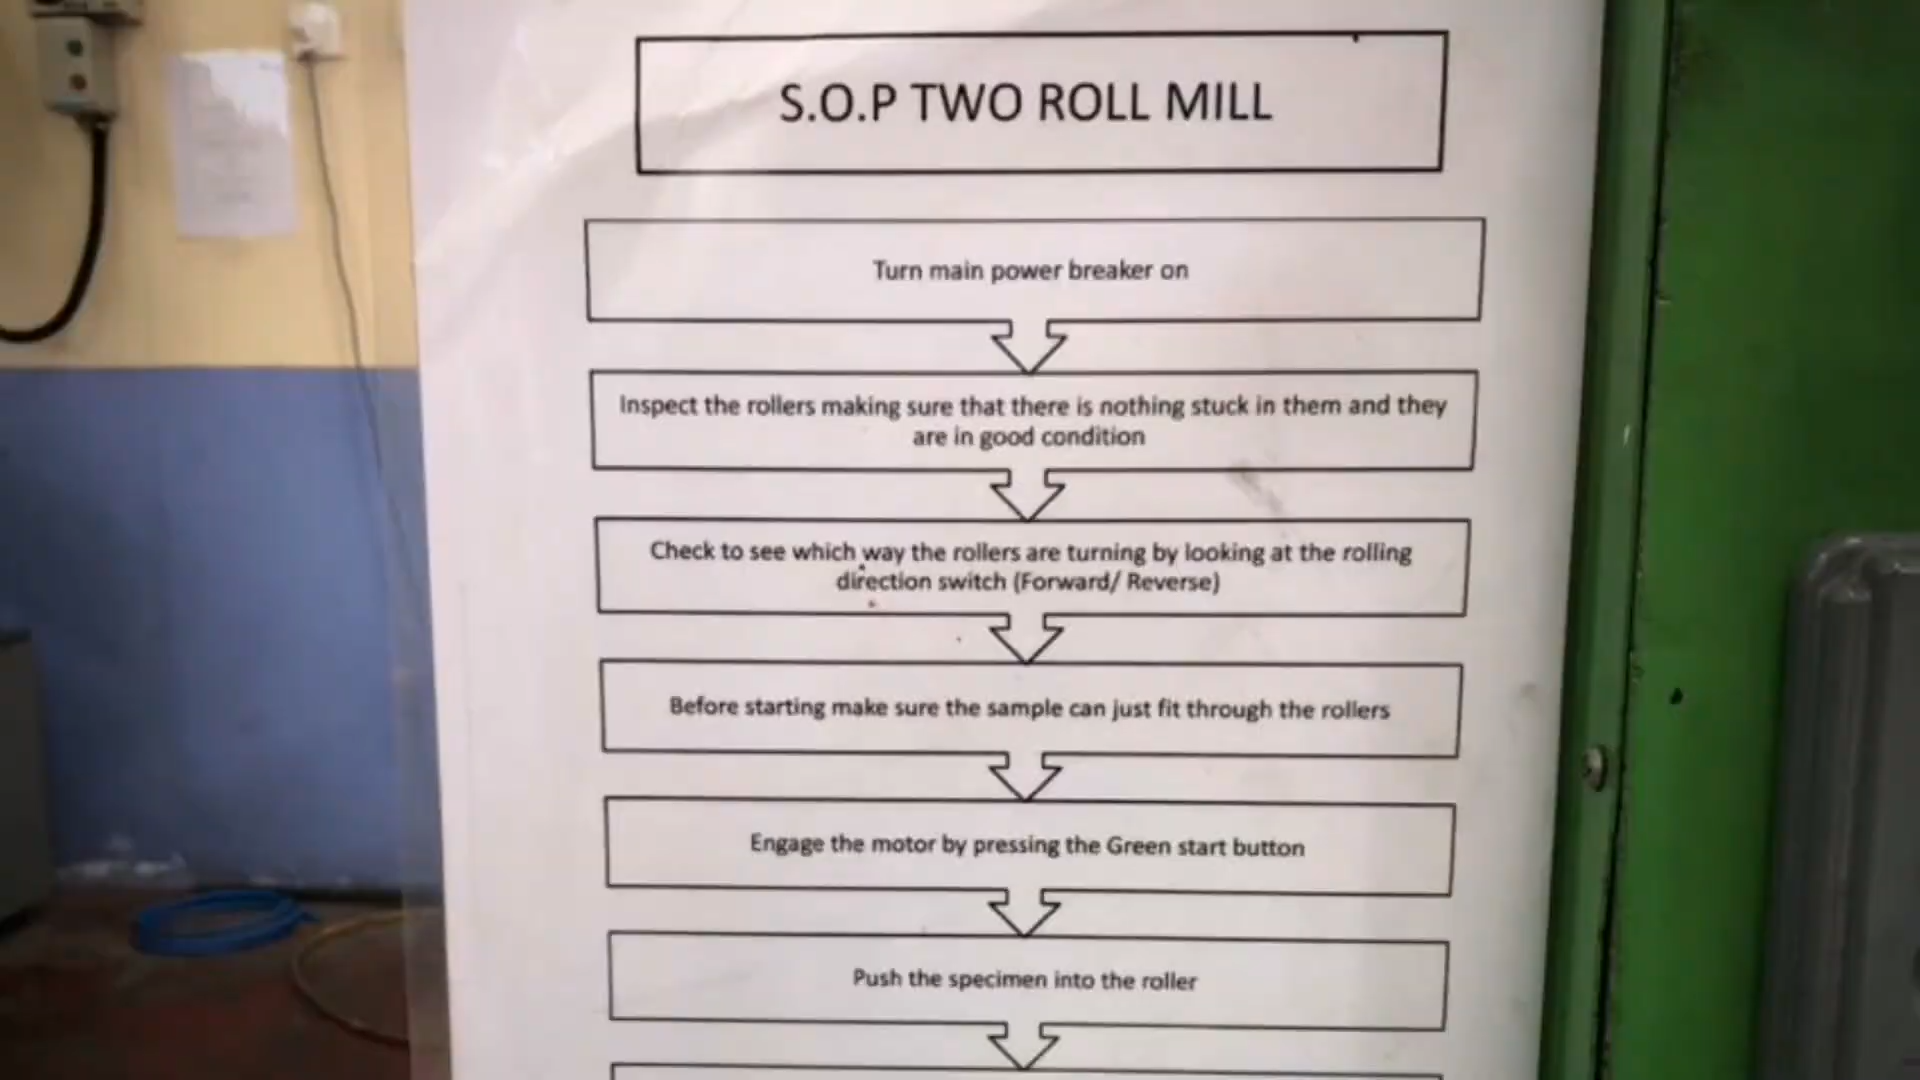 S.O.P TWO ROLL MILL
Turn main power breaker on
Inspect the rollers making sure that there is nothing stuck in them and they
are in good condition
Check to see which way the rollers are turning by looking at the rolling
direction switch (Forward/ Reverse)
Before starting make sure the sample can just fit through the rollers
Engage the motor by pressing the Green start button
Push the specimen into the roller